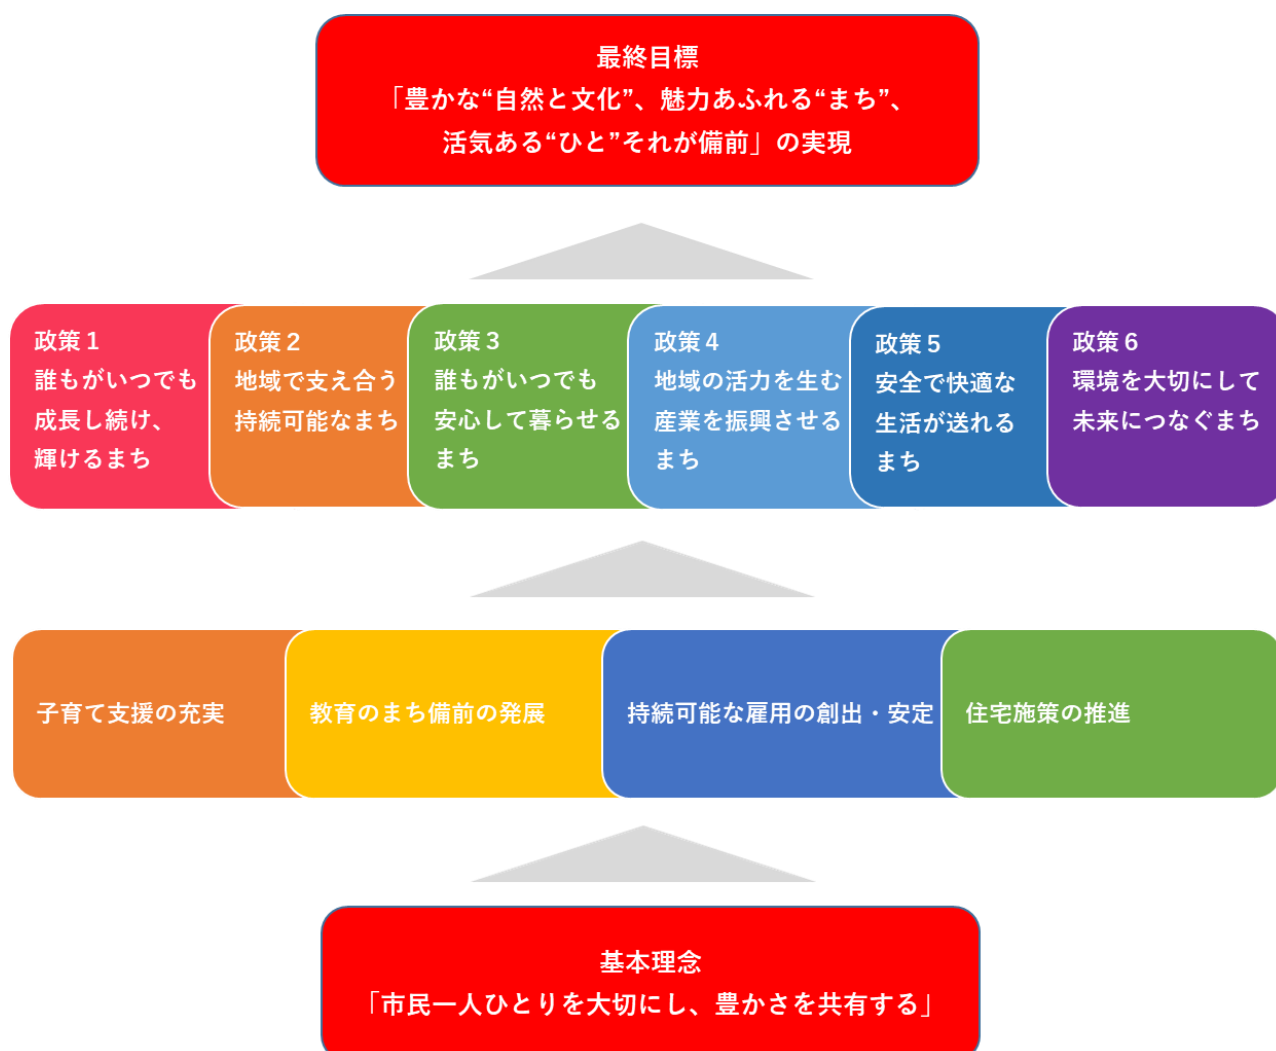 最終目標
「豊かな“自然と文化”、魅力あふれる“まち”、
活気ある“ひと”それが備前」の実現
政策１
誰もがいつでも
成長し続け、
輝けるまち
政策２
地域で支え合う
持続可能なまち
政策３
誰もがいつでも
安心して暮らせる
まち
政策４
地域の活力を生む
産業を振興させる
まち
政策５
安全で快適な
生活が送れる
まち
政策６
環境を大切にして
未来につなぐまち
子育て支援の充実
教育のまち備前の発展
持続可能な雇用の創出・安定
住宅施策の推進
基本理念
「市民一人ひとりを大切にし、豊かさを共有する」